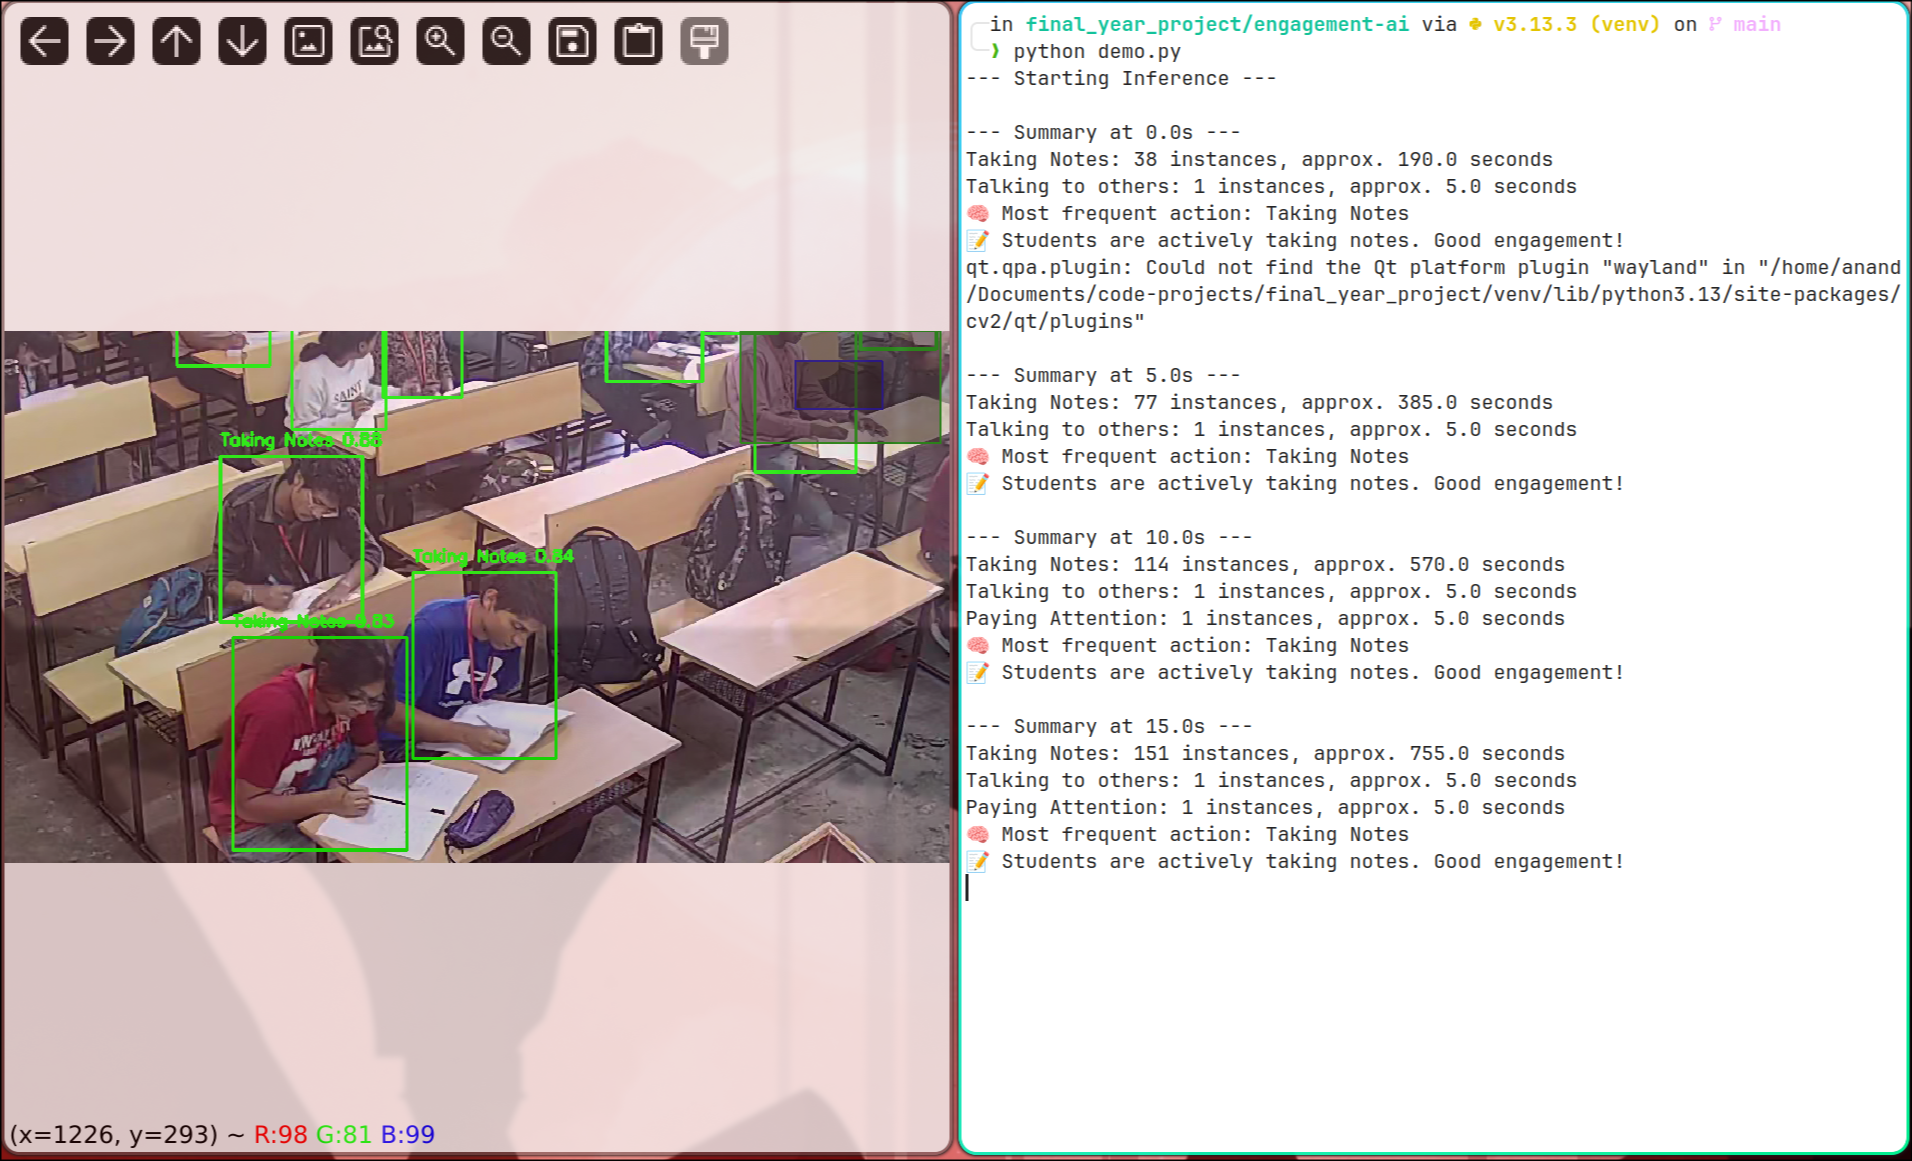 Taking Notes 0.86
Taking Notes 0.84
Taking Notes 0.83
SAINT
(x=1226, y=293) ~ R:98 G:81 B:99
in final_year_project/engagement-ai via v3.13.3 (venv) on main
❯ python demo.py
--- Starting Inference ---
--- Summary at 0.0s ---
Taking Notes: 38 instances, approx. 190.0 seconds
Talking to others: 1 instances, approx. 5.0 seconds
🧠 Most frequent action: Taking Notes
📝 Students are actively taking notes. Good engagement!
qt.qpa.plugin: Could not find the Qt platform plugin "wayland" in "/home/anand
/Documents/code-projects/final_year_project/venv/lib/python3.13/site-packages/
cv2/qt/plugins"
--- Summary at 5.0s ---
Taking Notes: 77 instances, approx. 385.0 seconds
Talking to others: 1 instances, approx. 5.0 seconds
🧠 Most frequent action: Taking Notes
📝 Students are actively taking notes. Good engagement!
--- Summary at 10.0s ---
Taking Notes: 114 instances, approx. 570.0 seconds
Talking to others: 1 instances, approx. 5.0 seconds
Paying Attention: 1 instances, approx. 5.0 seconds
🧠 Most frequent action: Taking Notes
📝 Students are actively taking notes. Good engagement!
--- Summary at 15.0s ---
Taking Notes: 151 instances, approx. 755.0 seconds
Talking to others: 1 instances, approx. 5.0 seconds
Paying Attention: 1 instances, approx. 5.0 seconds
🧠 Most frequent action: Taking Notes
📝 Students are actively taking notes. Good engagement!